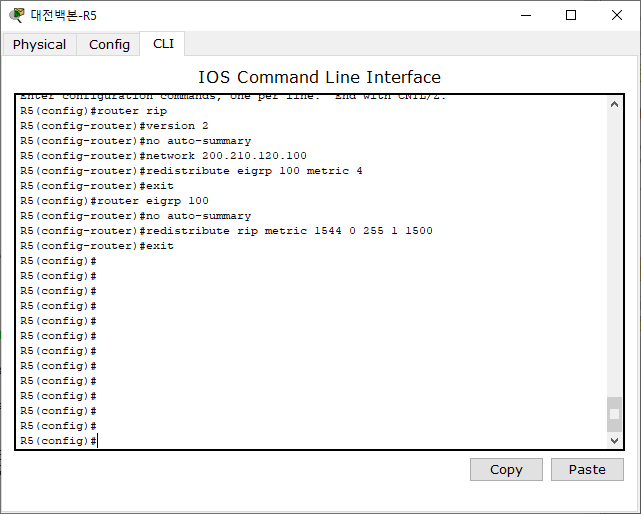 대전백본-R5
Physical Config CLI
IOS Command Line Interface
Enter configuration commands, one per line. End with CNTL/Z.
R5(config)#router rip
R5(config-router)#version 2
R5(config-router)#no auto-summary
R5(config-router)#network 200.210.120.100
R5(config-router)#redistribute eigrp 100 metric 4
R5(config-router)#exit
R5(config)#router eigrp 100
R5(config-router)#no auto-summary
R5(config-router)#redistribute rip metric 1544 0 255 1 1500
R5(config-router)#exit
R5(config)#
R5(config)#
R5(config)#
R5(config)#
R5(config)#
R5(config)#
R5(config)#
R5(config)#
R5(config)#
R5(config)#
R5(config)#
R5(config)#
R5(config)#
Copy Paste